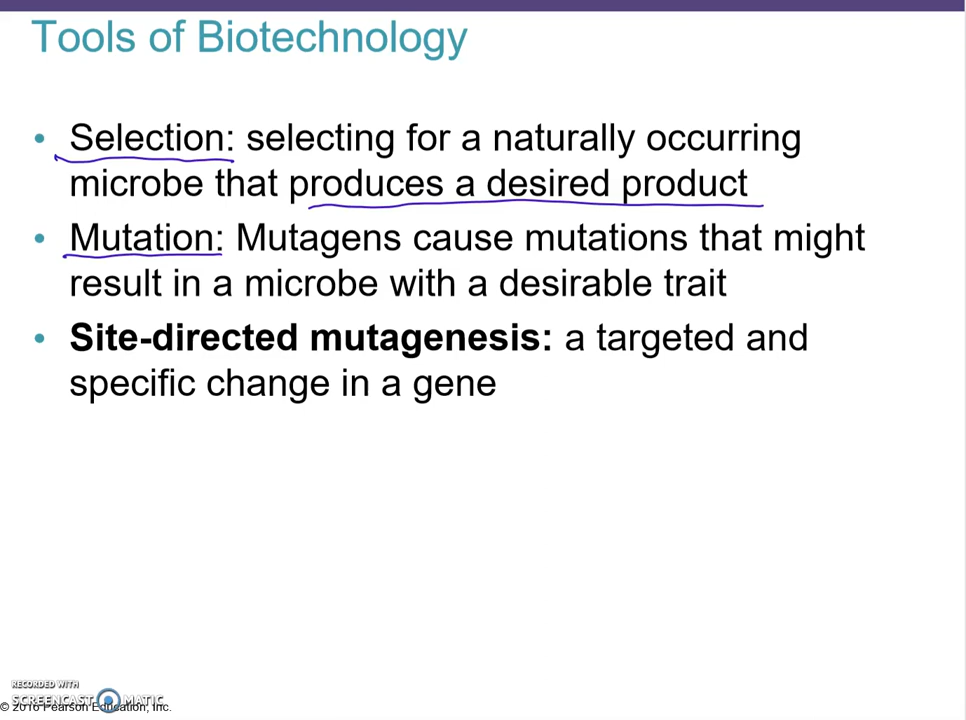 Tools of Biotechnology
• Selection: selecting for a naturally occurring
microbe that produces a desired product
• Mutation: Mutagens cause mutations that might
result in a microbe with a desirable trait
• Site-directed mutagenesis: a targeted and
specific change in a gene
RECORDED WITH
SCREENCAST MATIC
© 2016 Pearson Education, Inc.